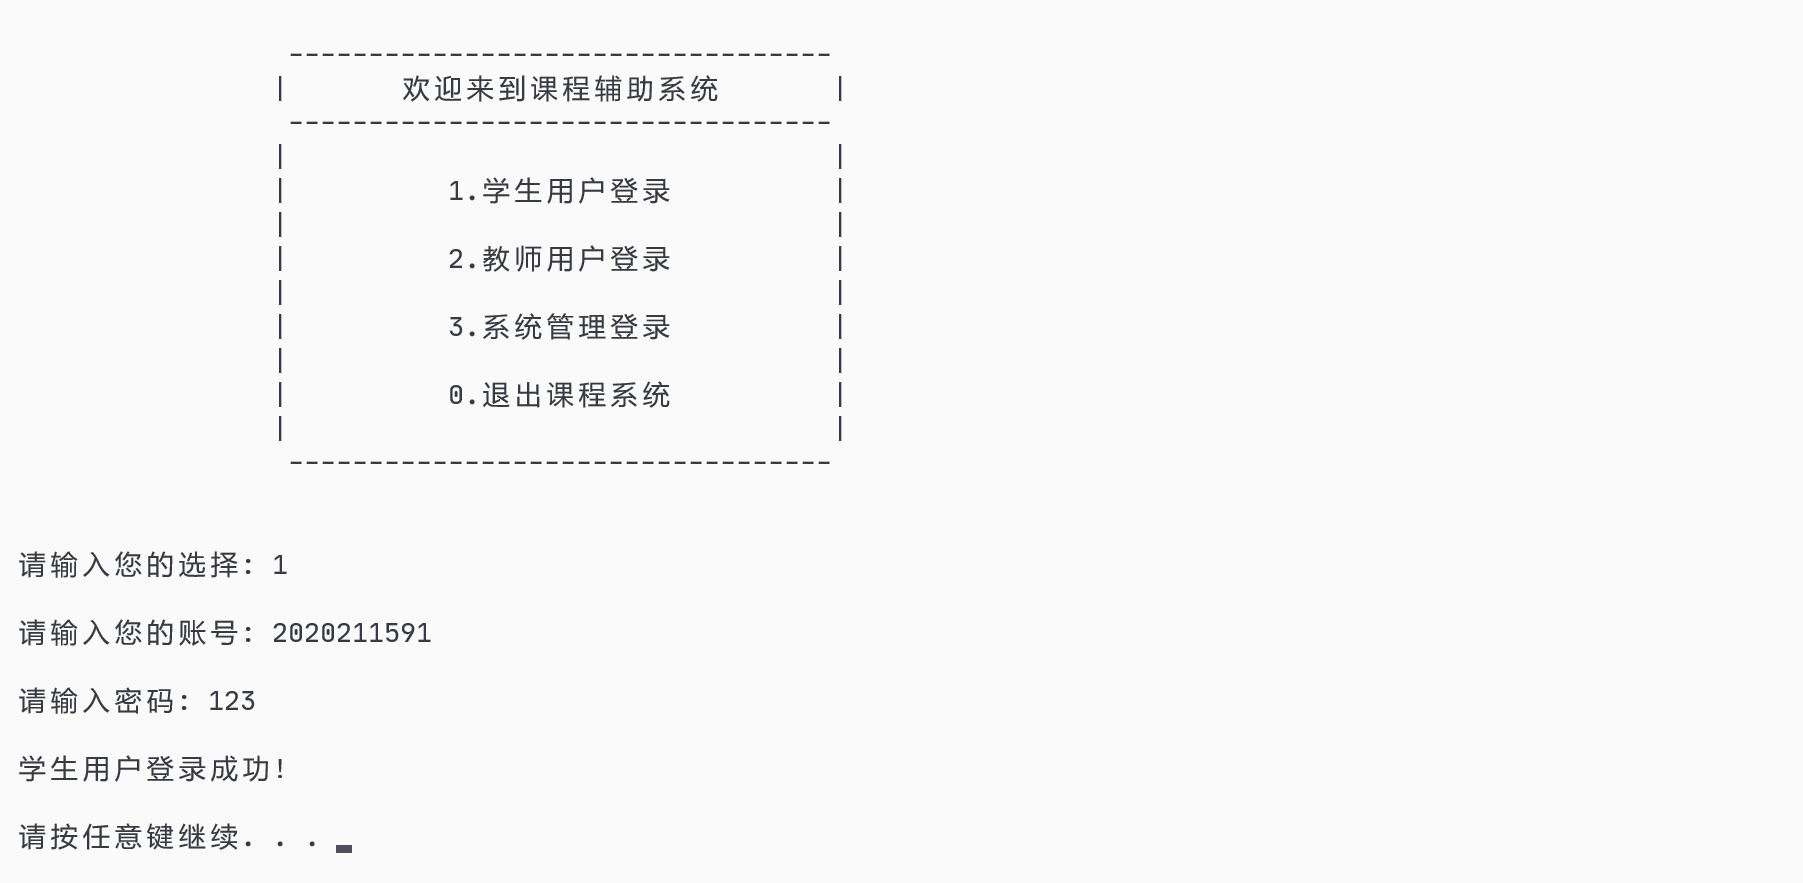 ----------------------------------
|       欢迎来到课程辅助系统       |
----------------------------------
|                                  |
|          1.学生用户登录          |
|                                  |
|          2.教师用户登录          |
|                                  |
|          3.系统管理登录          |
|                                  |
|          0.退出课程系统          |
|                                  |
----------------------------------
请输入您的选择: 1
请输入您的账号: 2020211591
请输入密码: 123
学生用户登录成功!
请按任意键继续. . .